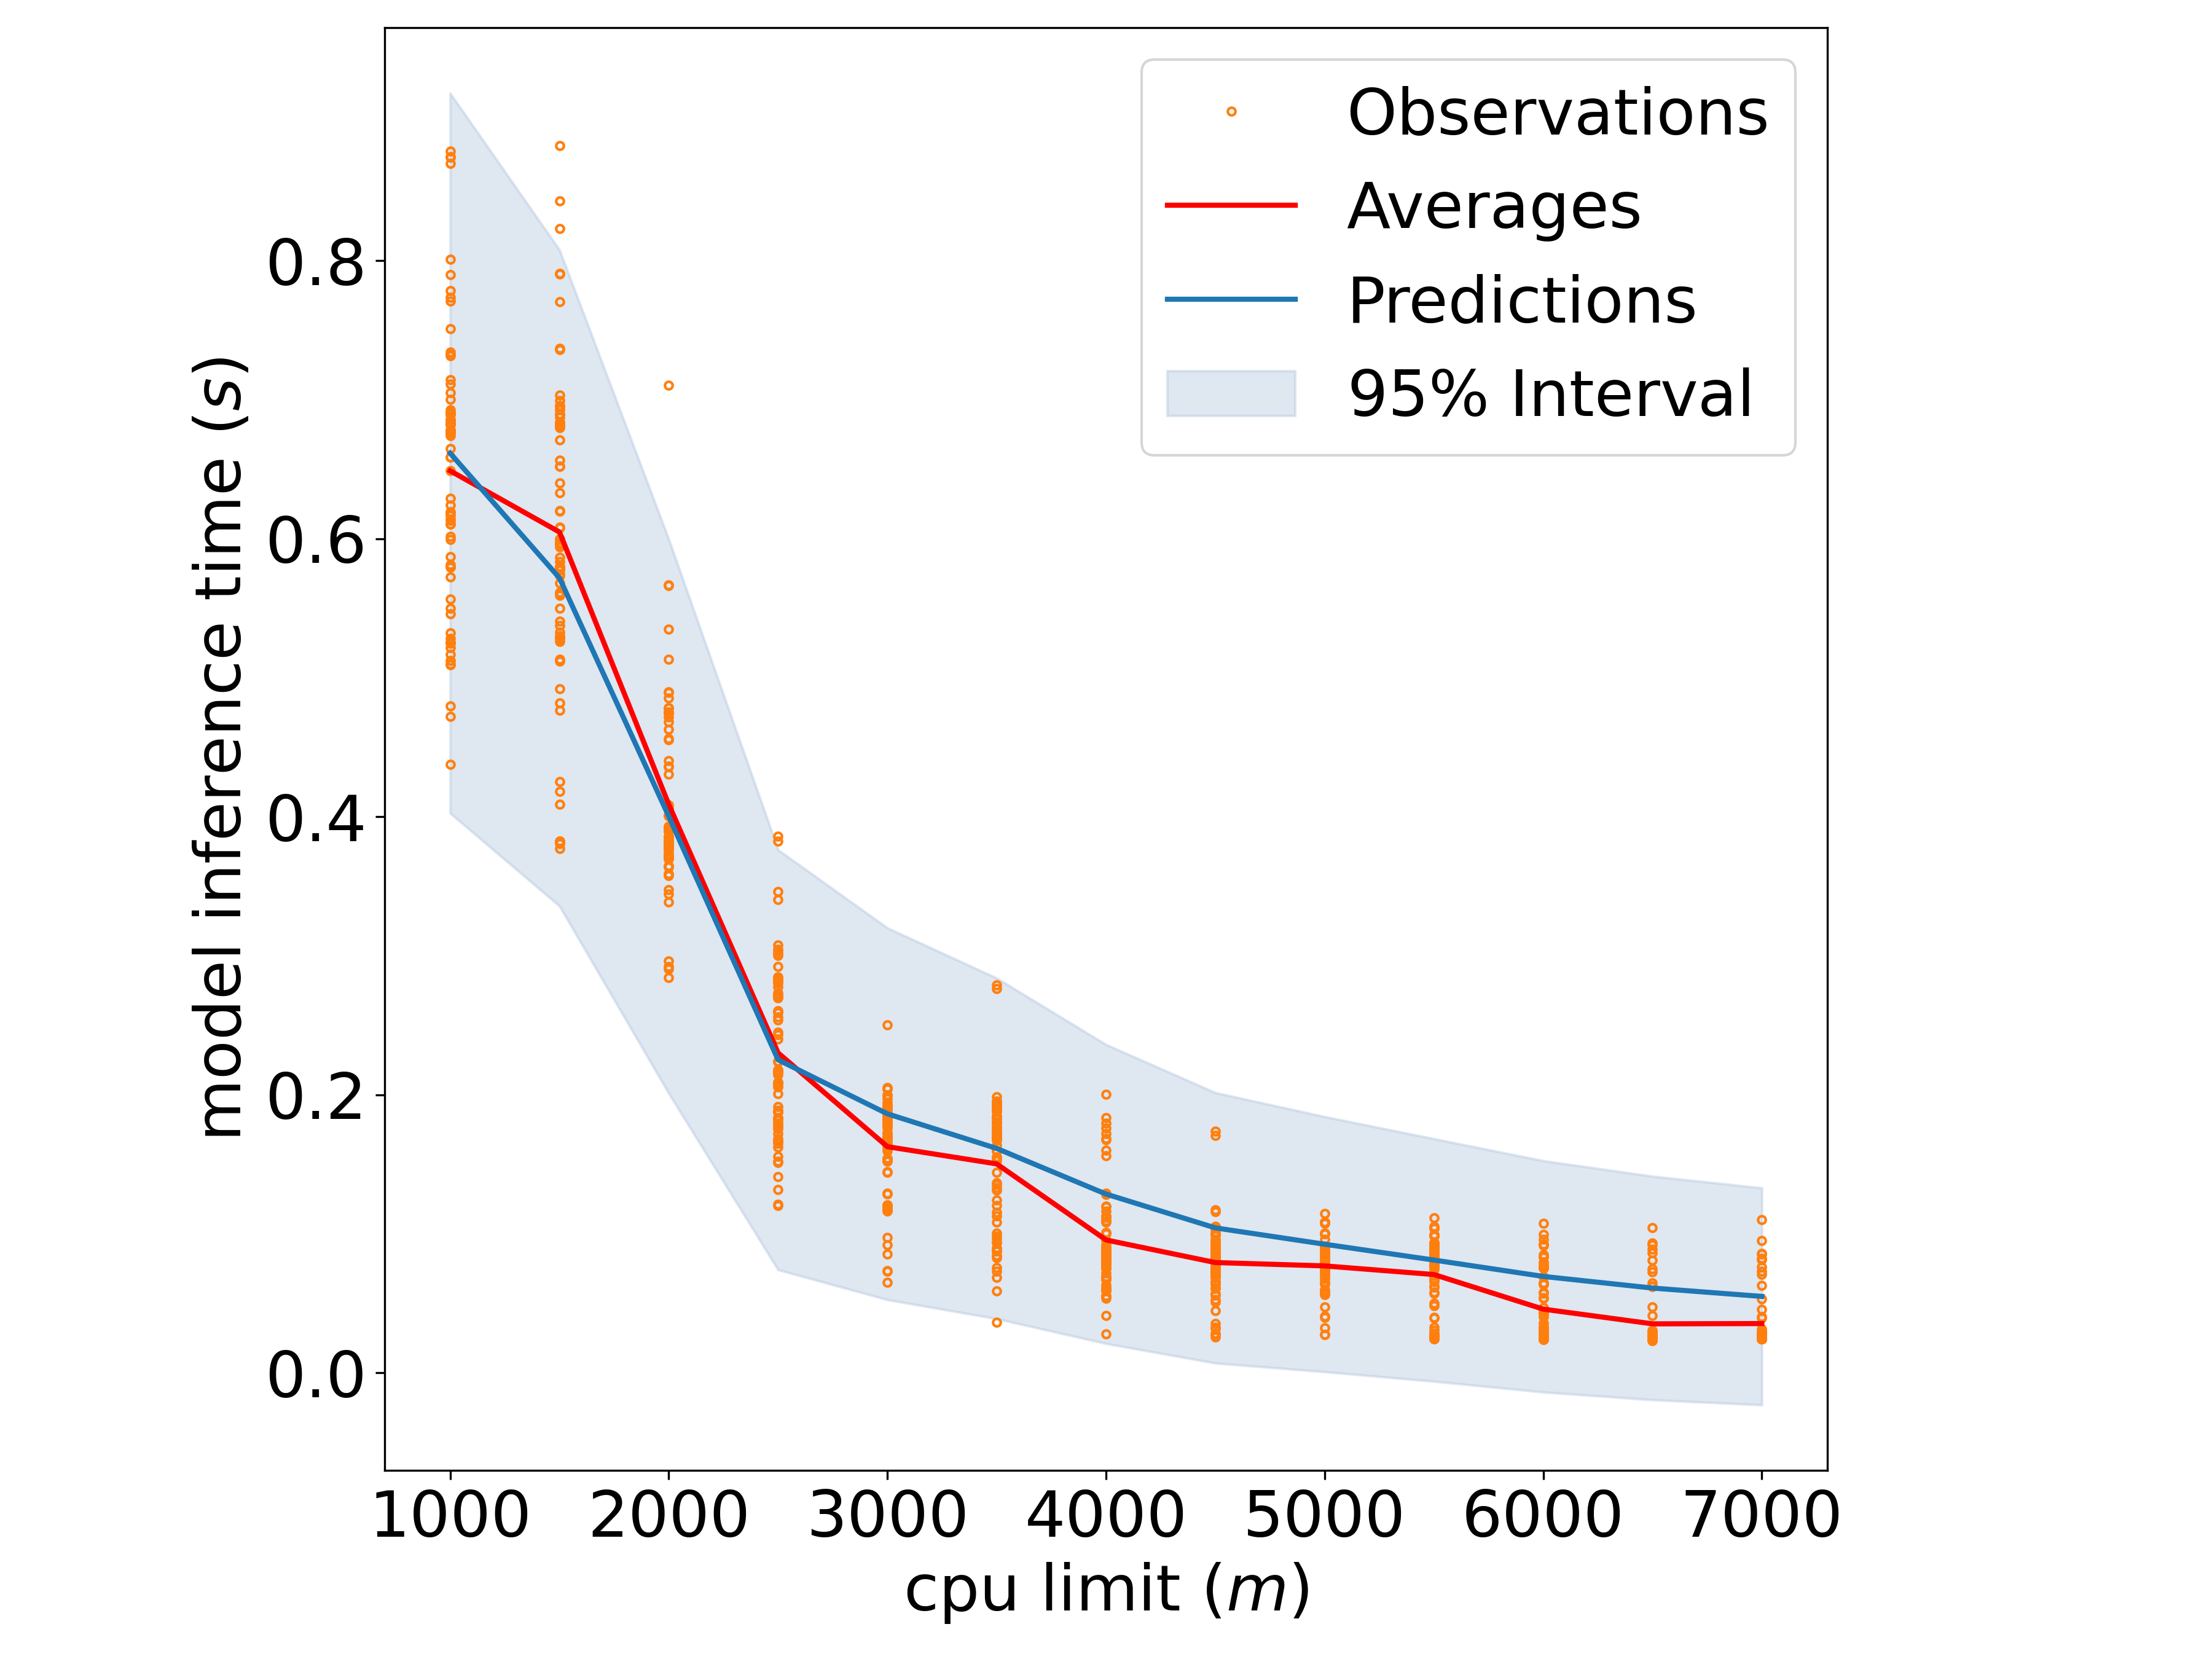 Observations
Averages
Predictions
95% Interval
model inference time (s)
0.8
0.6
0.4
0.2
0.0
1000 2000 3000 4000 5000 6000 7000
cpu limit (m)